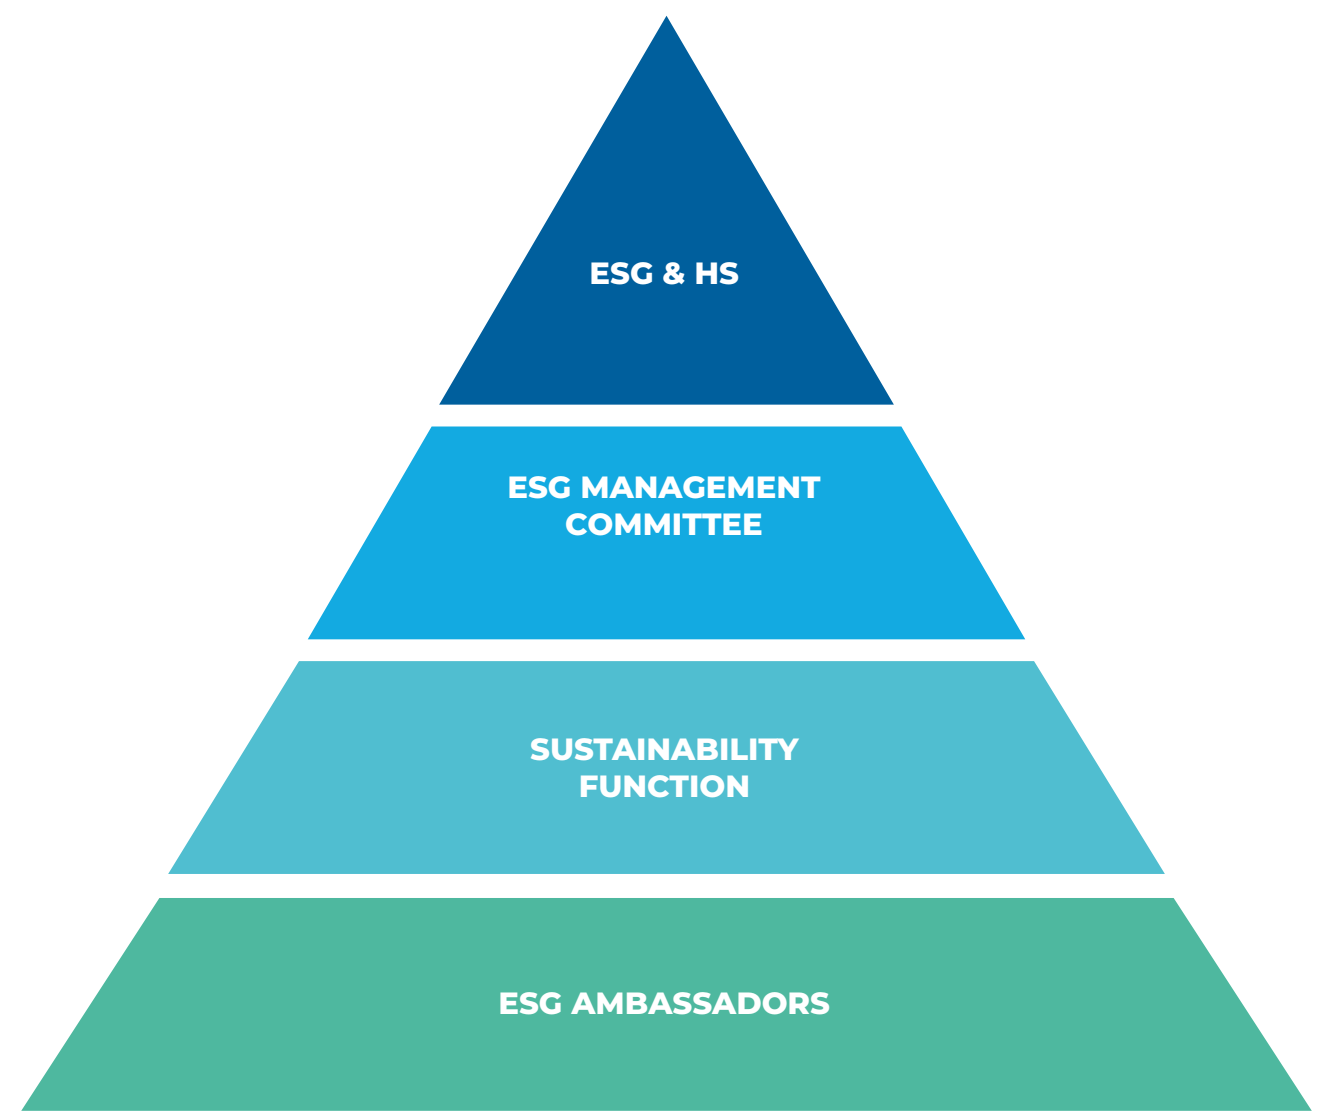 ESG & HS
ESG MANAGEMENT
COMMITTEE
SUSTAINABILITY
FUNCTION
ESG AMBASSADORS